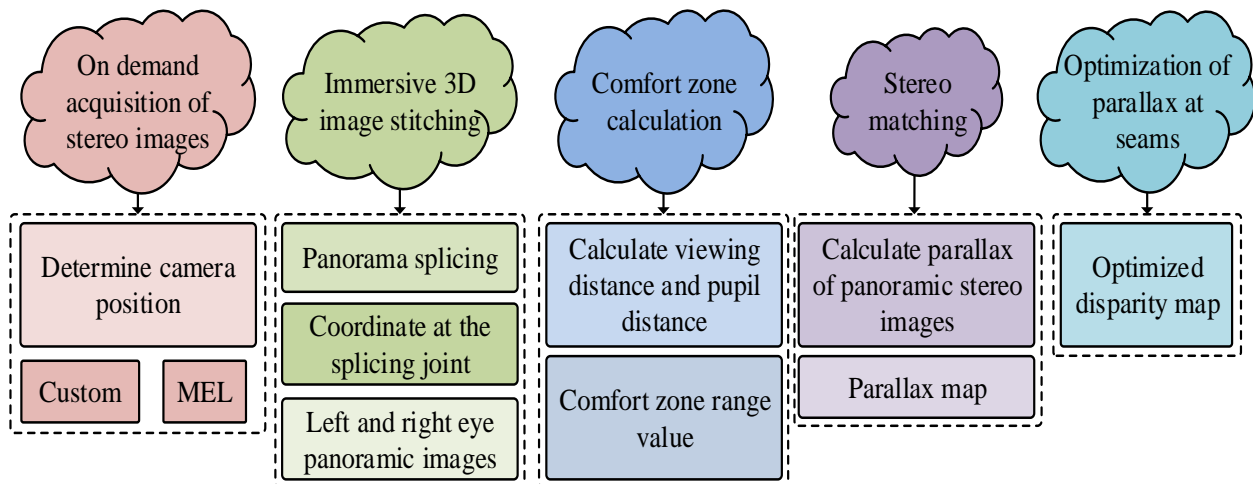 On demand
acquisition of
stereo images
Immersive 3D
image stitching
Comfort zone
calculation
Stereo
matching
Optimization of
parallax at
seams
Determine camera
position
Custom
MEL
Panorama splicing
Coordinate at the
splicing joint
Left and right eye
panoramic images
Calculate viewing
distance and pupil
distance
Comfort zone range
value
Calculate parallax
of panoramic stereo
images
Parallax map
Optimized
disparity map